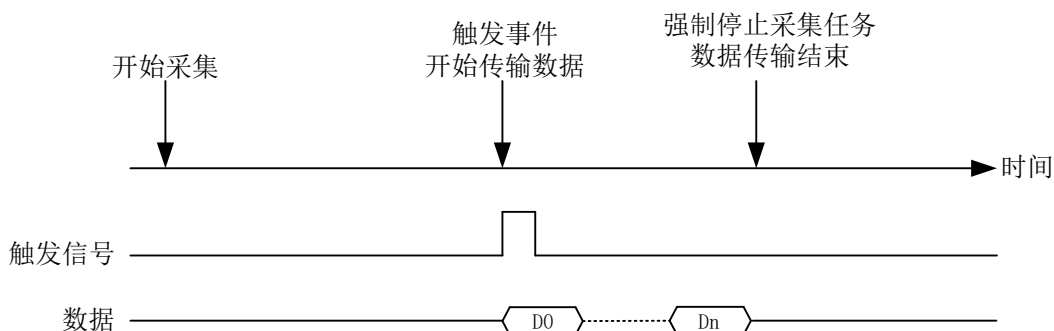 开始采集
触发事件
开始传输数据
强制停止采集任务
数据传输结束
时间
触发信号
数据
D0
Dn